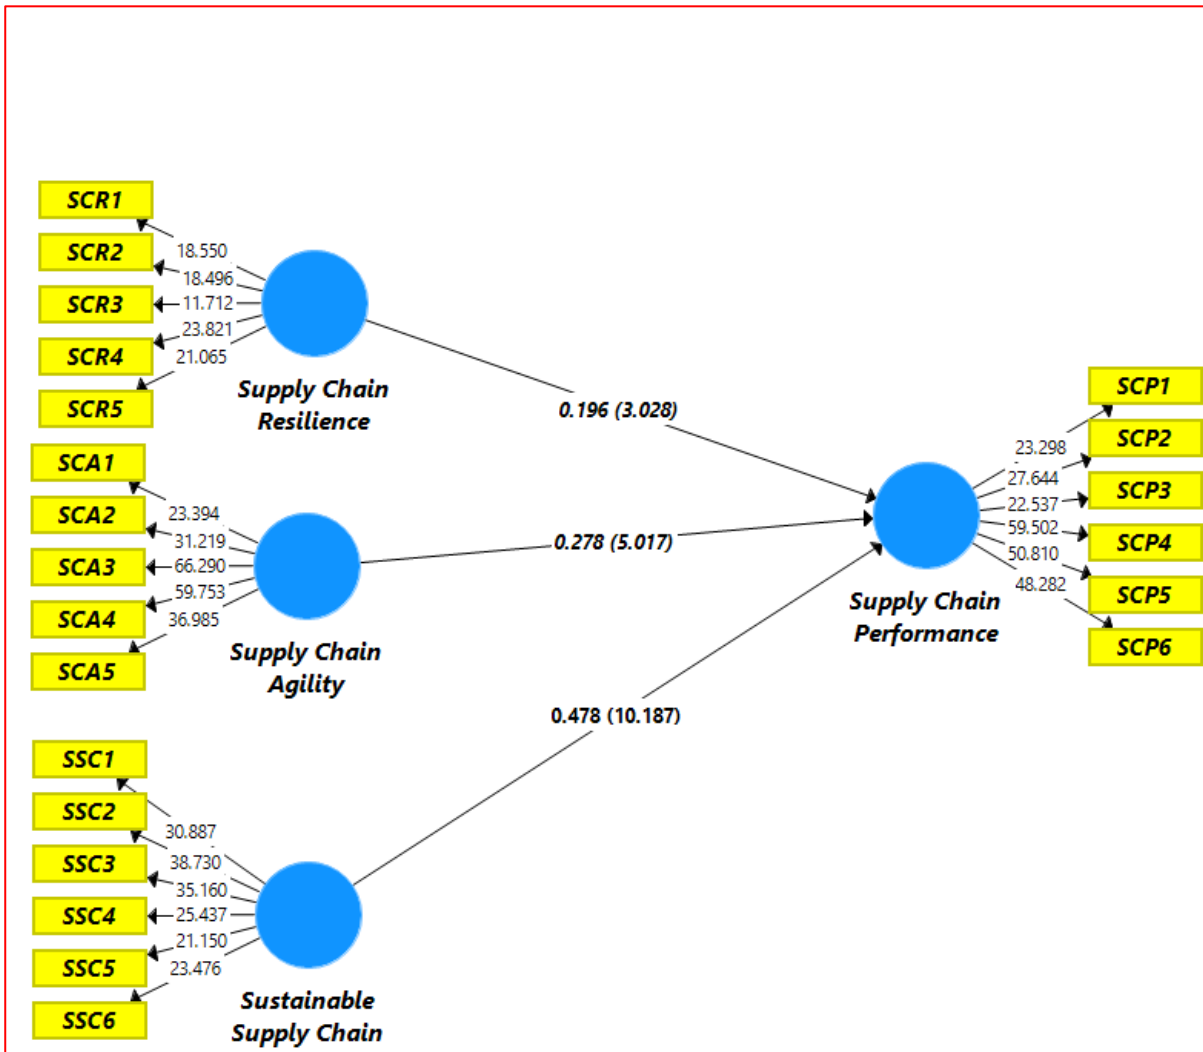 SCR1
SCR2
SCR3
SCR4
SCR5
18.550
18.496
11.712
23.821
21.065
Supply Chain
Resilience
SCA1
SCA2
SCA3
SCA4
SCA5
23.394
31.219
66.290
59.753
36.985
Supply Chain
Agility
SSC1
SSC2
SSC3
SSC4
SSC5
SSC6
30.887
38.730
35.160
25.437
21.150
23.476
Sustainable
Supply Chain
0.196 (3.028)
0.278 (5.017)
0.478 (10.187)
Supply Chain
Performance
23.298
27.644
22.537
59.502
50.810
48.282
SCP1
SCP2
SCP3
SCP4
SCP5
SCP6